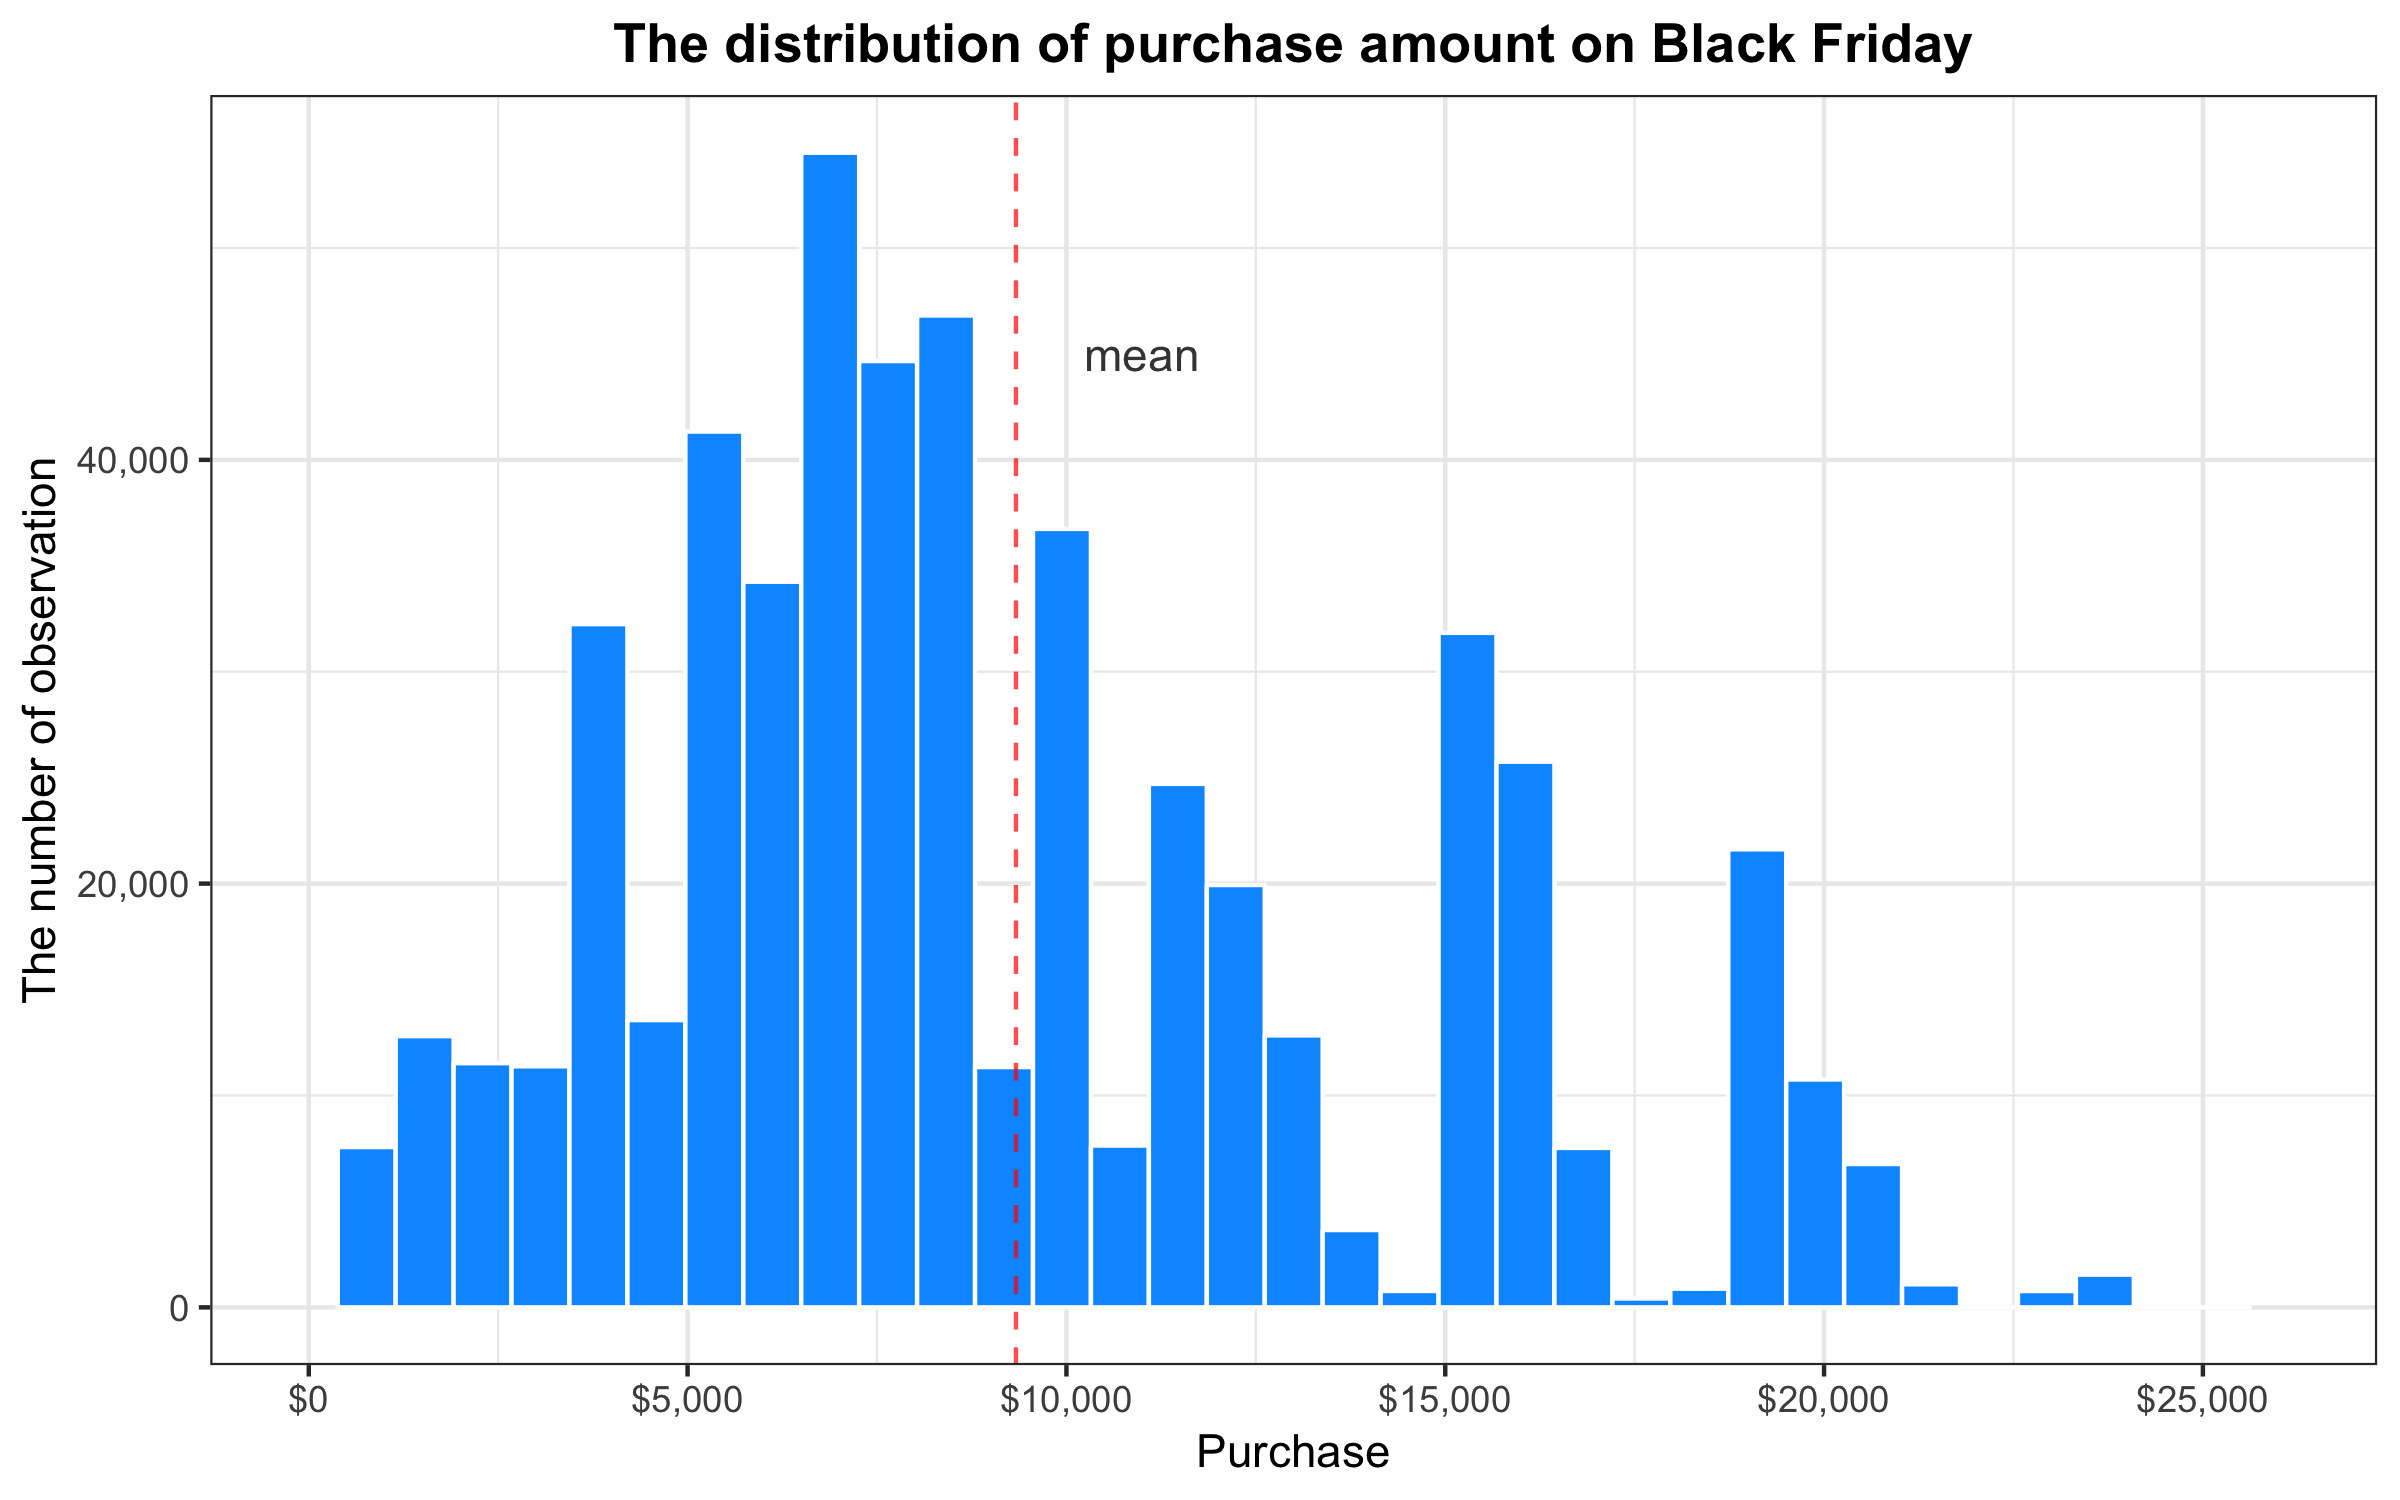 The distribution of purchase amount on Black Friday
mean
The number of observation
40,000
20,000
0
$0 $5,000 $10,000 $15,000 $20,000 $25,000
Purchase